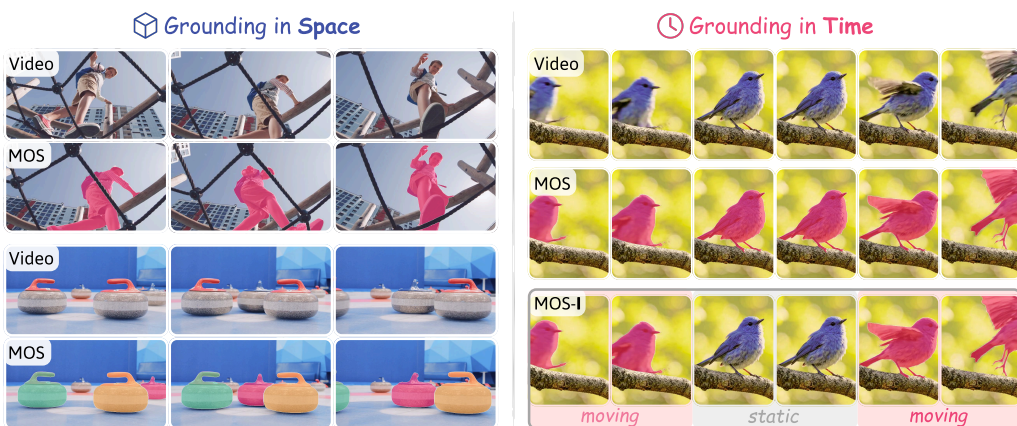 Grounding in Space
Video
MOS
Video
MOS
Grounding in Time
Video
MOS
MOS-I
moving
static
moving